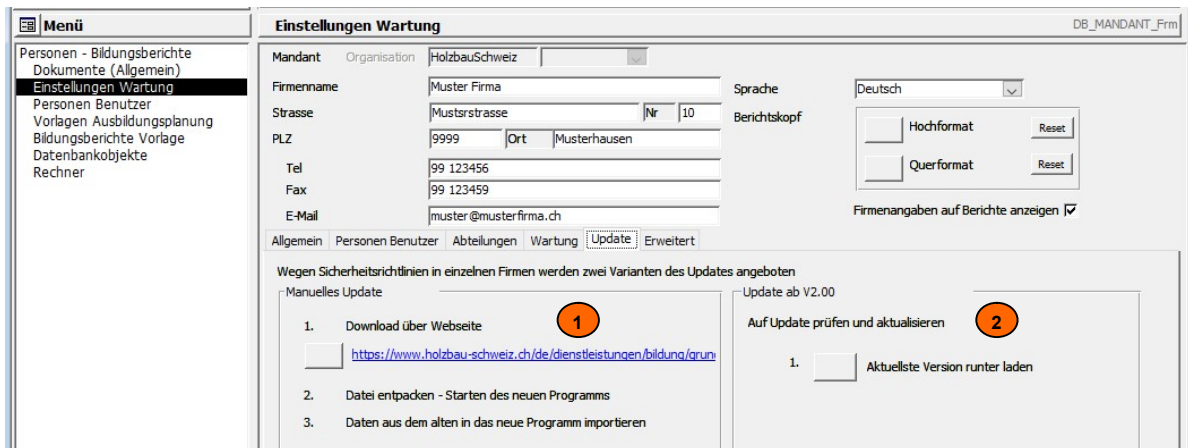 Menü
Personen - Bildungsberichte
Dokumente (Allgemein)
Einstellungen Wartung
Personen Benutzer
Vorlagen Ausbildungsplanung
Bildungsberichte Vorlage
Datenbankobjekte
Rechner
Einstellungen Wartung DB_MANDANT_Frm
Mandant Organisation HolzbauSchweiz
Firmenname Muster Firma
Strasse Mustsrstrasse Nr 10
PLZ 9999 Ort Musterhausen
Tel 99 123456
Fax 99 123459
E-Mail muster@musterfirma.ch
Sprache Deutsch
Berichtskopf
Hochformat Reset
Querformat Reset
Firmenangaben auf Berichte anzeigen
Allgemein Personen Benutzer Abteilungen Wartung Update Erweitert
Wegen Sicherheitsrichtlinien in einzelnen Firmen werden zwei Varianten des Updates angeboten
Manuelles Update
1. Download über Webseite 1
https://www.holzbau-schweiz.ch/de/dienstleistungen/bildung/grun
2. Datei entpacken - Starten des neuen Programms
3. Daten aus dem alten in das neue Programm importieren
Update ab V2.00
Auf Update prüfen und aktualisieren 2
1. Aktuellste Version runter laden